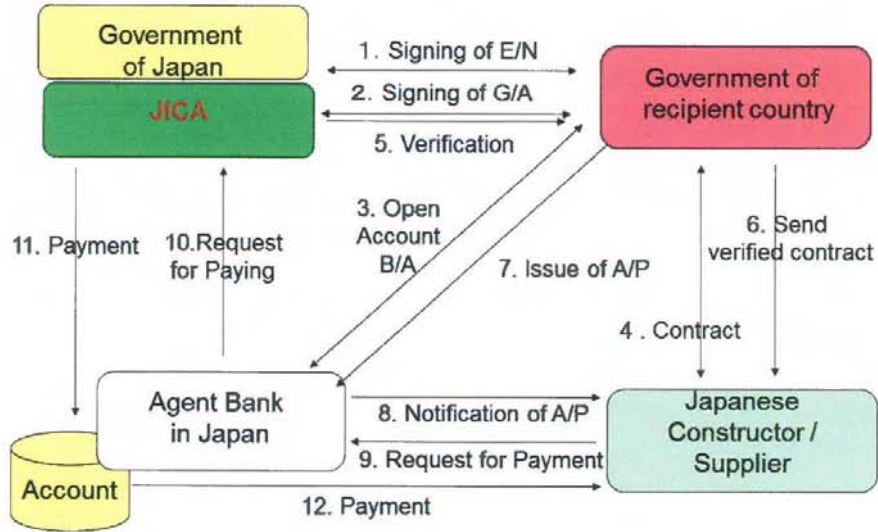 Government
of Japan
JICA
1. Signing of E/N
2. Signing of G/A
5. Verification
Government of
recipient country
3. Open
Account
B/A
7. Issue of A/P
6. Send
verified contract
4 . Contract
11. Payment
10.Request
for Paying
Agent Bank
in Japan
Account
8. Notification of A/P
9. Request for Payment
12. Payment
Japanese
Constructor /
Supplier